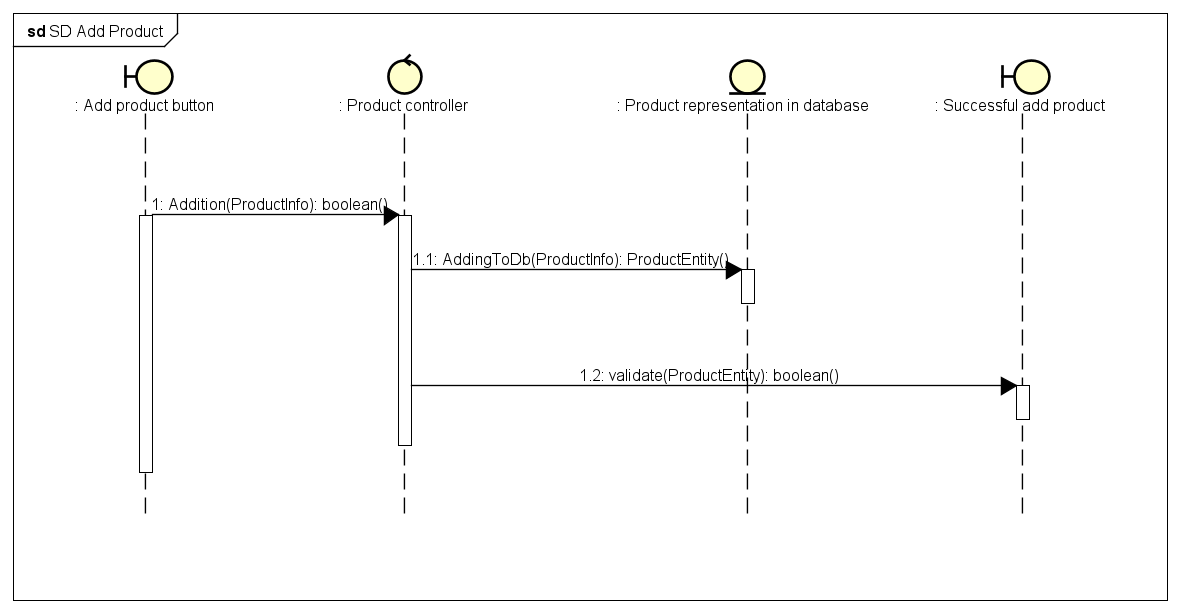 sd SD Add Product
: Add product button
: Product controller
: Product representation in database
: Successful add product
1: Addition(ProductInfo): boolean()
1.1: AddingToDb(ProductInfo): ProductEntity()
1.2: validate(ProductEntity): boolean()